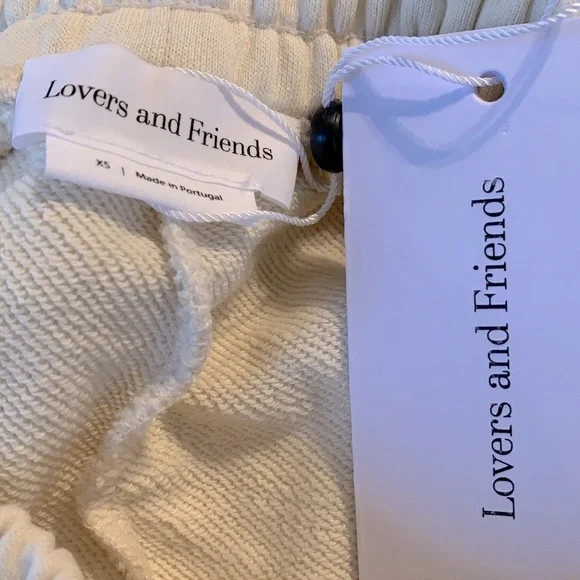 Lovers and Friends
XS | Made in Portugal
Lovers and Friends